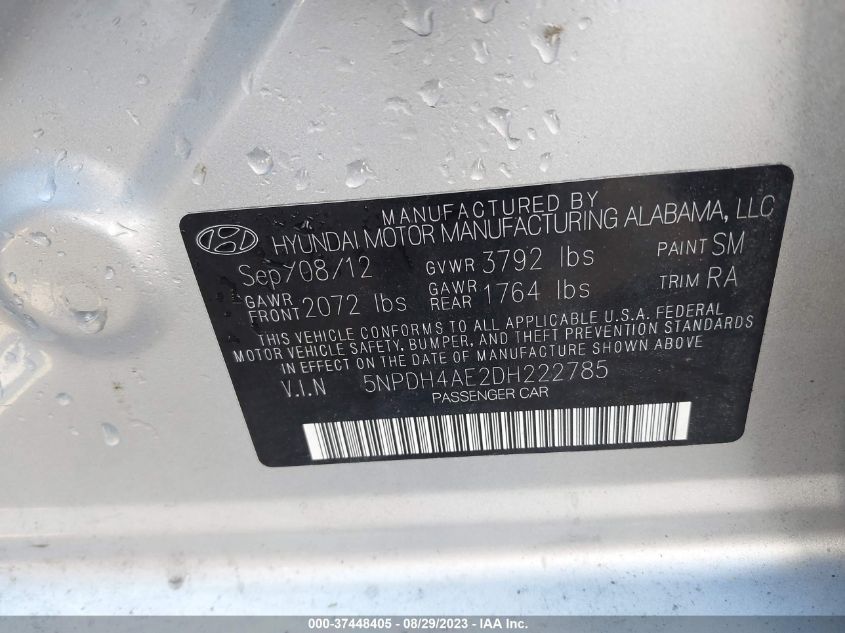 MANUFACTURED BY
HYUNDAI MOTOR MANUFACTURING ALABAMA, LLC
Sep/08/12 GVWR 3792 lbs PAINT SM
GAWR FRONT 2072 lbs GAWR REAR 1764 lbs TRIM RA
THIS VEHICLE CONFORMS TO ALL APPLICABLE U.S.A. FEDERAL
MOTOR VEHICLE SAFETY, BUMPER, AND THEFT PREVENTION STANDARDS
IN EFFECT ON THE DATE OF MANUFACTURE SHOWN ABOVE
V.I.N 5NPDH4AE2DH222785
PASSENGER CAR
000-37448405 - 08/29/2023 - IAA Inc.